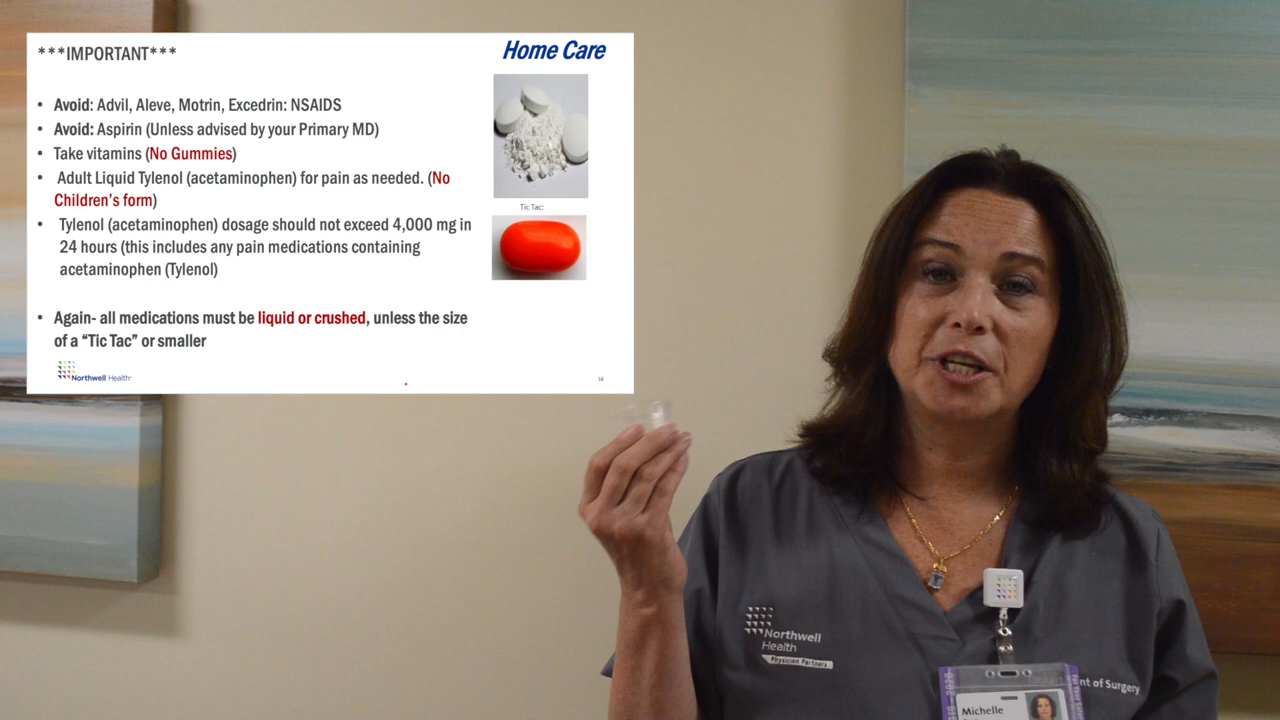 ***IMPORTANT***
Home Care
• Avoid: Advil, Aleve, Motrin, Excedrin: NSAIDS
• Avoid: Aspirin (Unless advised by your Primary MD)
• Take vitamins (No Gummies)
• Adult Liquid Tylenol (acetaminophen) for pain as needed. (No
Children's form)
• Tylenol (acetaminophen) dosage should not exceed 4,000 mg in
24 hours (this includes any pain medications containing
acetaminophen (Tylenol)
• Again- all medications must be liquid or crushed, unless the size
of a “Tic Tac” or smaller
Tic Tac:
Northwell Health
16
Northwell
Health
Physician Partners
nt of Surgery
Michelle